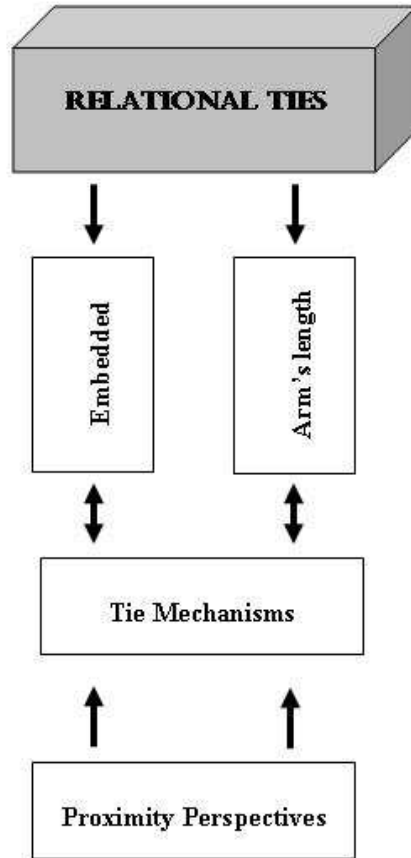 RELATIONAL TIES
Embedded
Arm's length
Tie Mechanisms
Proximity Perspectives